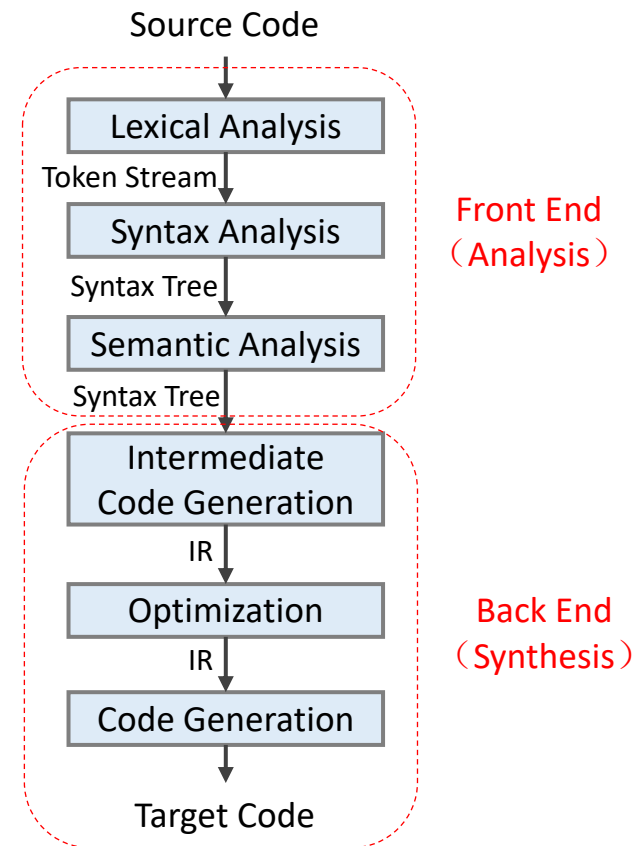 Source Code
Lexical Analysis
Token Stream
Syntax Analysis
Syntax Tree
Semantic Analysis
Syntax Tree
Front End
（Analysis）
Intermediate
Code Generation
IR
Optimization
IR
Code Generation
Target Code
Back End
（Synthesis）